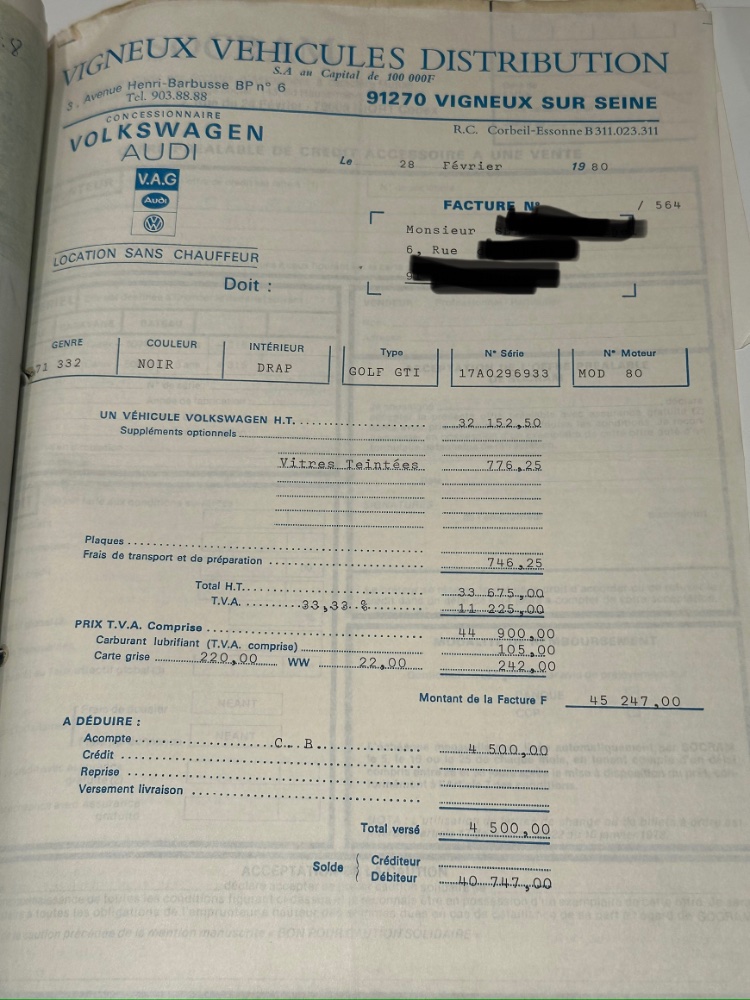 VIGNEUX VEHICULES DISTRIBUTION
S.A au Capital de 100 000F
3, Avenue Henri-Barbusse BP n° 6
Tel. 903.88.88
91270 VIGNEUX SUR SEINE
CONCESSIONNAIRE
VOLKSWAGEN
AUDI
R.C. Corbeil-Essonne B 311.023.311
Le 28 Février 1980
V.A.G
Audi
FACTURE N° / 564
Monsieur
6, Rue
9
LOCATION SANS CHAUFFEUR
Doit :
GENRE COULEUR INTÉRIEUR Type N° Série N° Moteur
71 332 NOIR DRAP GOLF GTI 17A0296933 MOD 80
UN VÉHICULE VOLKSWAGEN H.T. 32 152,50
Suppléments optionnels
Vitres Teintées 776,25
Plaques
Frais de transport et de préparation 746,25
Total H.T. 33 675,00
T.V.A. 33,33 % 11 225,00
PRIX T.V.A. Comprise 44 900,00
Carburant lubrifiant (T.V.A. comprise) 105,00
Carte grise 220,00 WW 22,00 242,00
Montant de la Facture F 45 247,00
A DÉDUIRE :
Acompte C. B. 4 500,00
Crédit
Reprise
Versement livraison
Total versé 4 500,00
Solde { Créditeur
Débiteur 40 747,00